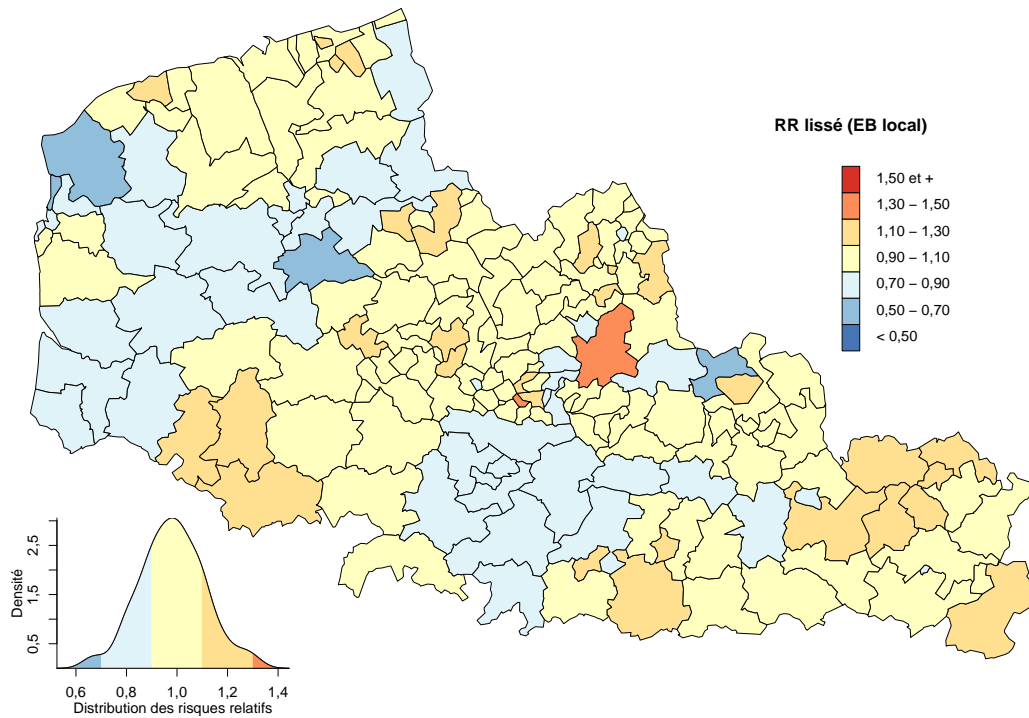 RR lissé (EB local)
1,50 et +
1,30 – 1,50
1,10 – 1,30
0,90 – 1,10
0,70 – 0,90
0,50 – 0,70
< 0,50
Densité
2,5
1,5
0,5
0,6 0,8 1,0 1,2 1,4
Distribution des risques relatifs